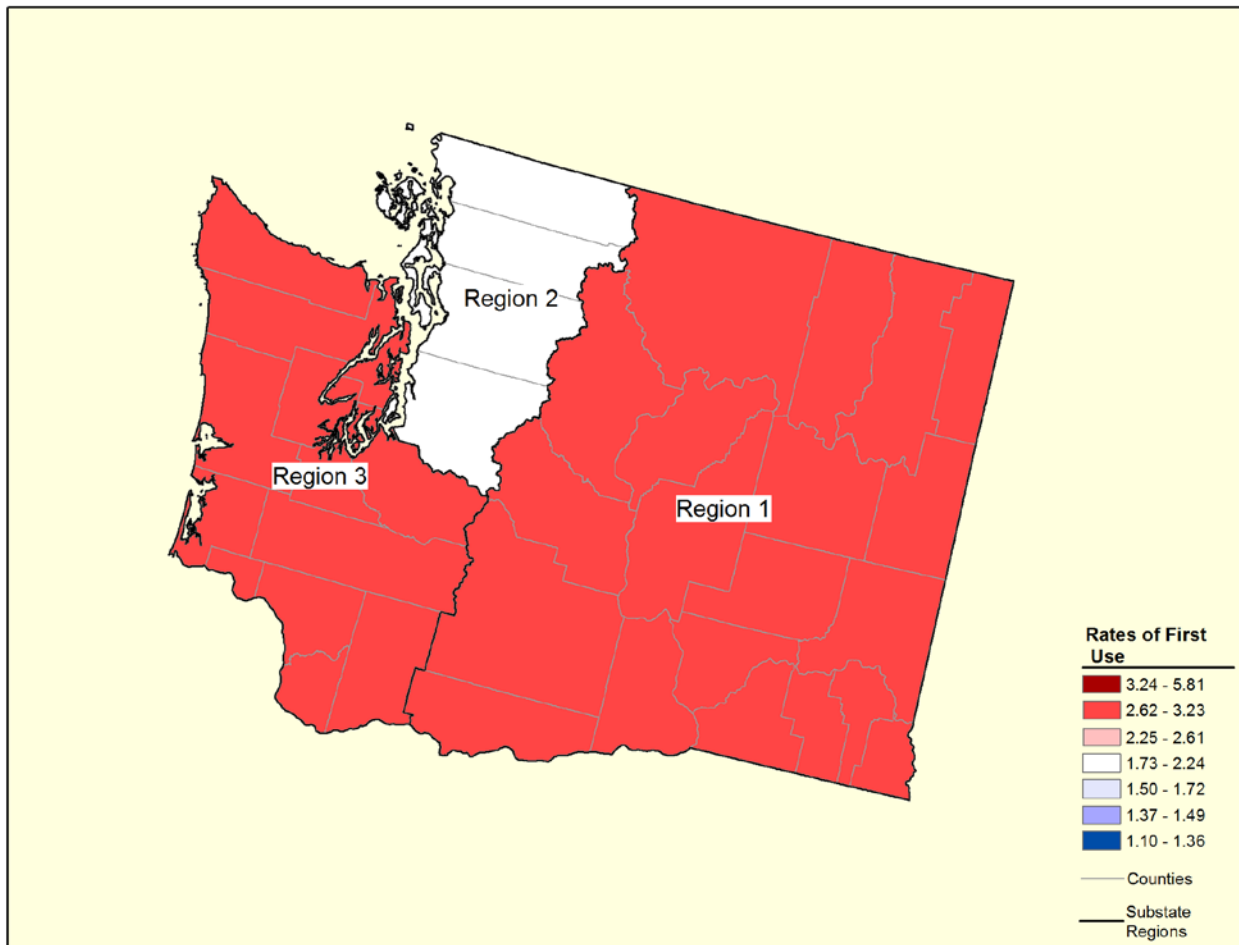 Region 2
Region 3
Region 1
Rates of First
Use
3.24 - 5.81
2.62 - 3.23
2.25 - 2.61
1.73 - 2.24
1.50 - 1.72
1.37 - 1.49
1.10 - 1.36
Counties
Substate
Regions